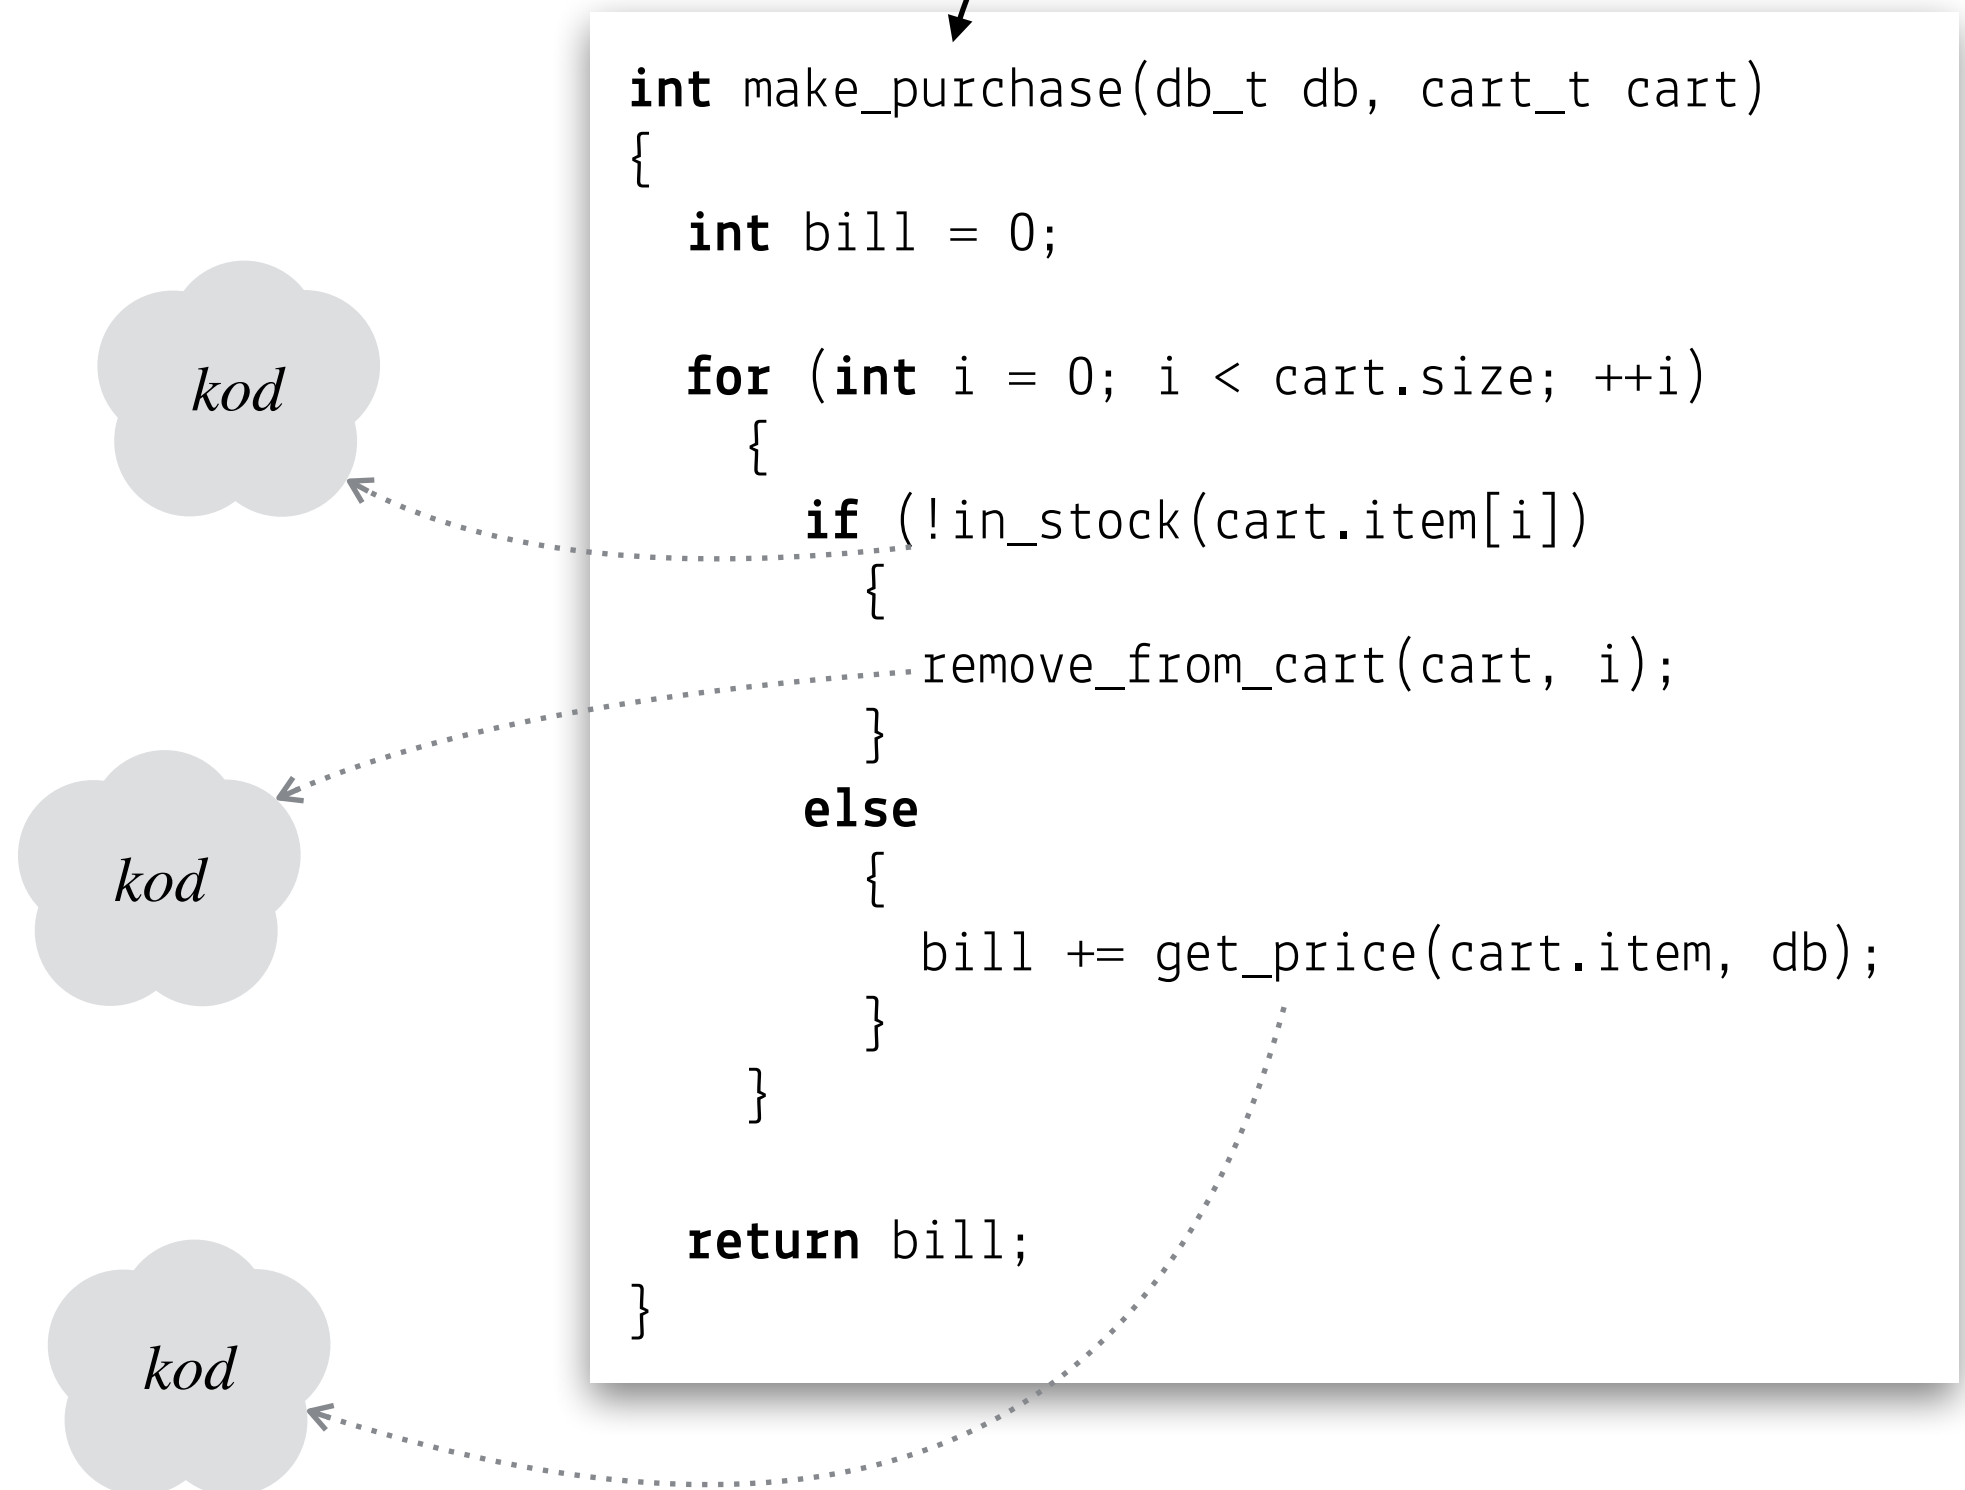 int make_purchase(db_t db, cart_t cart)
{
int bill = 0;
for (int i = 0; i < cart.size; ++i)
{
if (!in_stock(cart.item[i])
{
remove_from_cart(cart, i);
}
else
{
bill += get_price(cart.item, db);
}
}
return bill;
}
kod
kod
kod